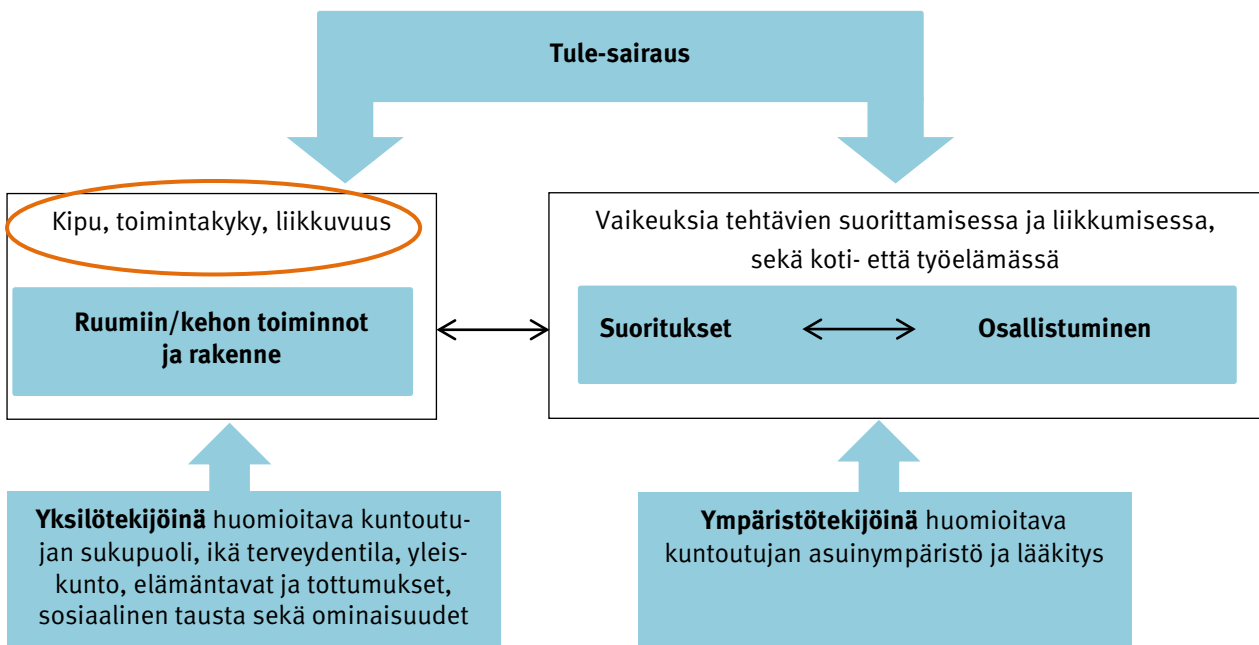 Tule-sairaus
Kipu, toimintakyky, liikkuvuus
Ruumiin/kehon toiminnot
ja rakenne
Vaikeuksia tehtävien suorittamisessa ja liikkumisessa,
sekä koti- että työelämässä
Suoritukset
Osallistuminen
Yksilötekijöinä huomioitava kuntoutu-
jan sukupuoli, ikä terveydentila, yleis-
kunto, elämäntavat ja tottumukset,
sosiaalinen tausta sekä ominaisuudet
Ympäristötekijöinä huomioitava
kuntoutujan asuinympäristö ja lääkitys